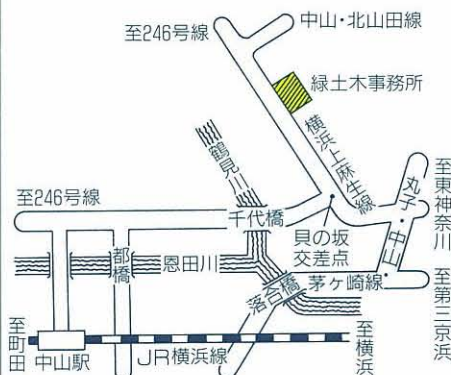 至246号線
中山・北山田線
緑土木事務所
横浜上麻生線
鶴見川
至246号線
千代橋
貝の坂
交差点
丸子・中山
至東神奈川
都橋
恩田川
落合橋
茅ヶ崎線
至第三京浜
至町田
中山駅
JR横浜線
至横浜